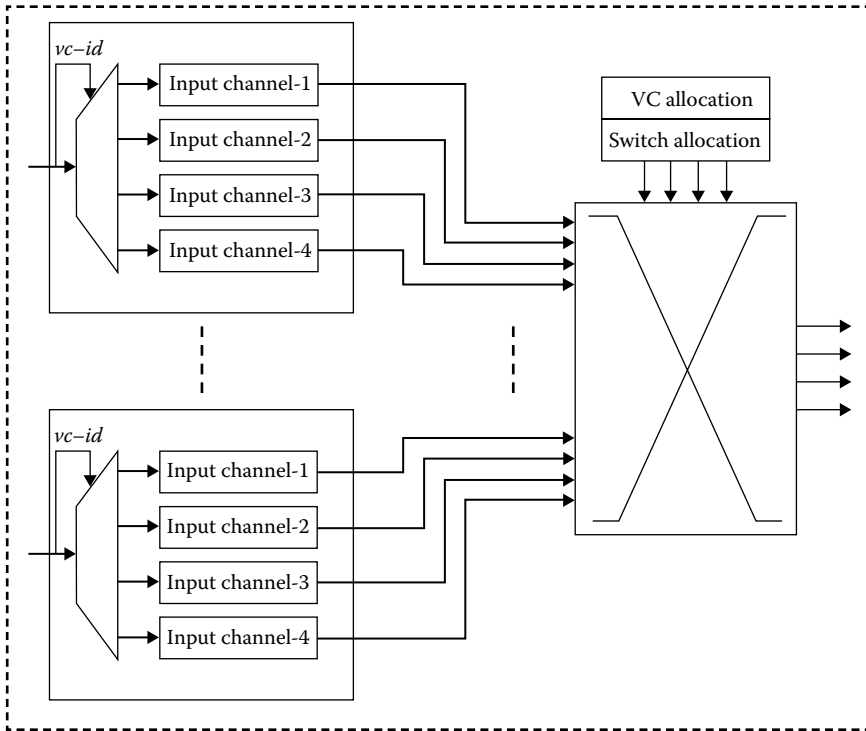 vc–id
Input channel-1
Input channel-2
Input channel-3
Input channel-4
VC allocation
Switch allocation
vc–id
Input channel-1
Input channel-2
Input channel-3
Input channel-4